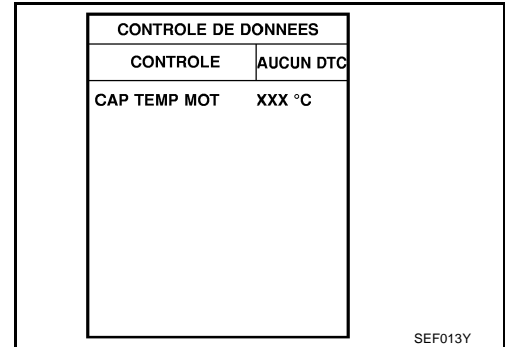 CONTROLE DE DONNEES
CONTROLE AUCUN DTC
CAP TEMP MOT XXX °C
SEF013Y